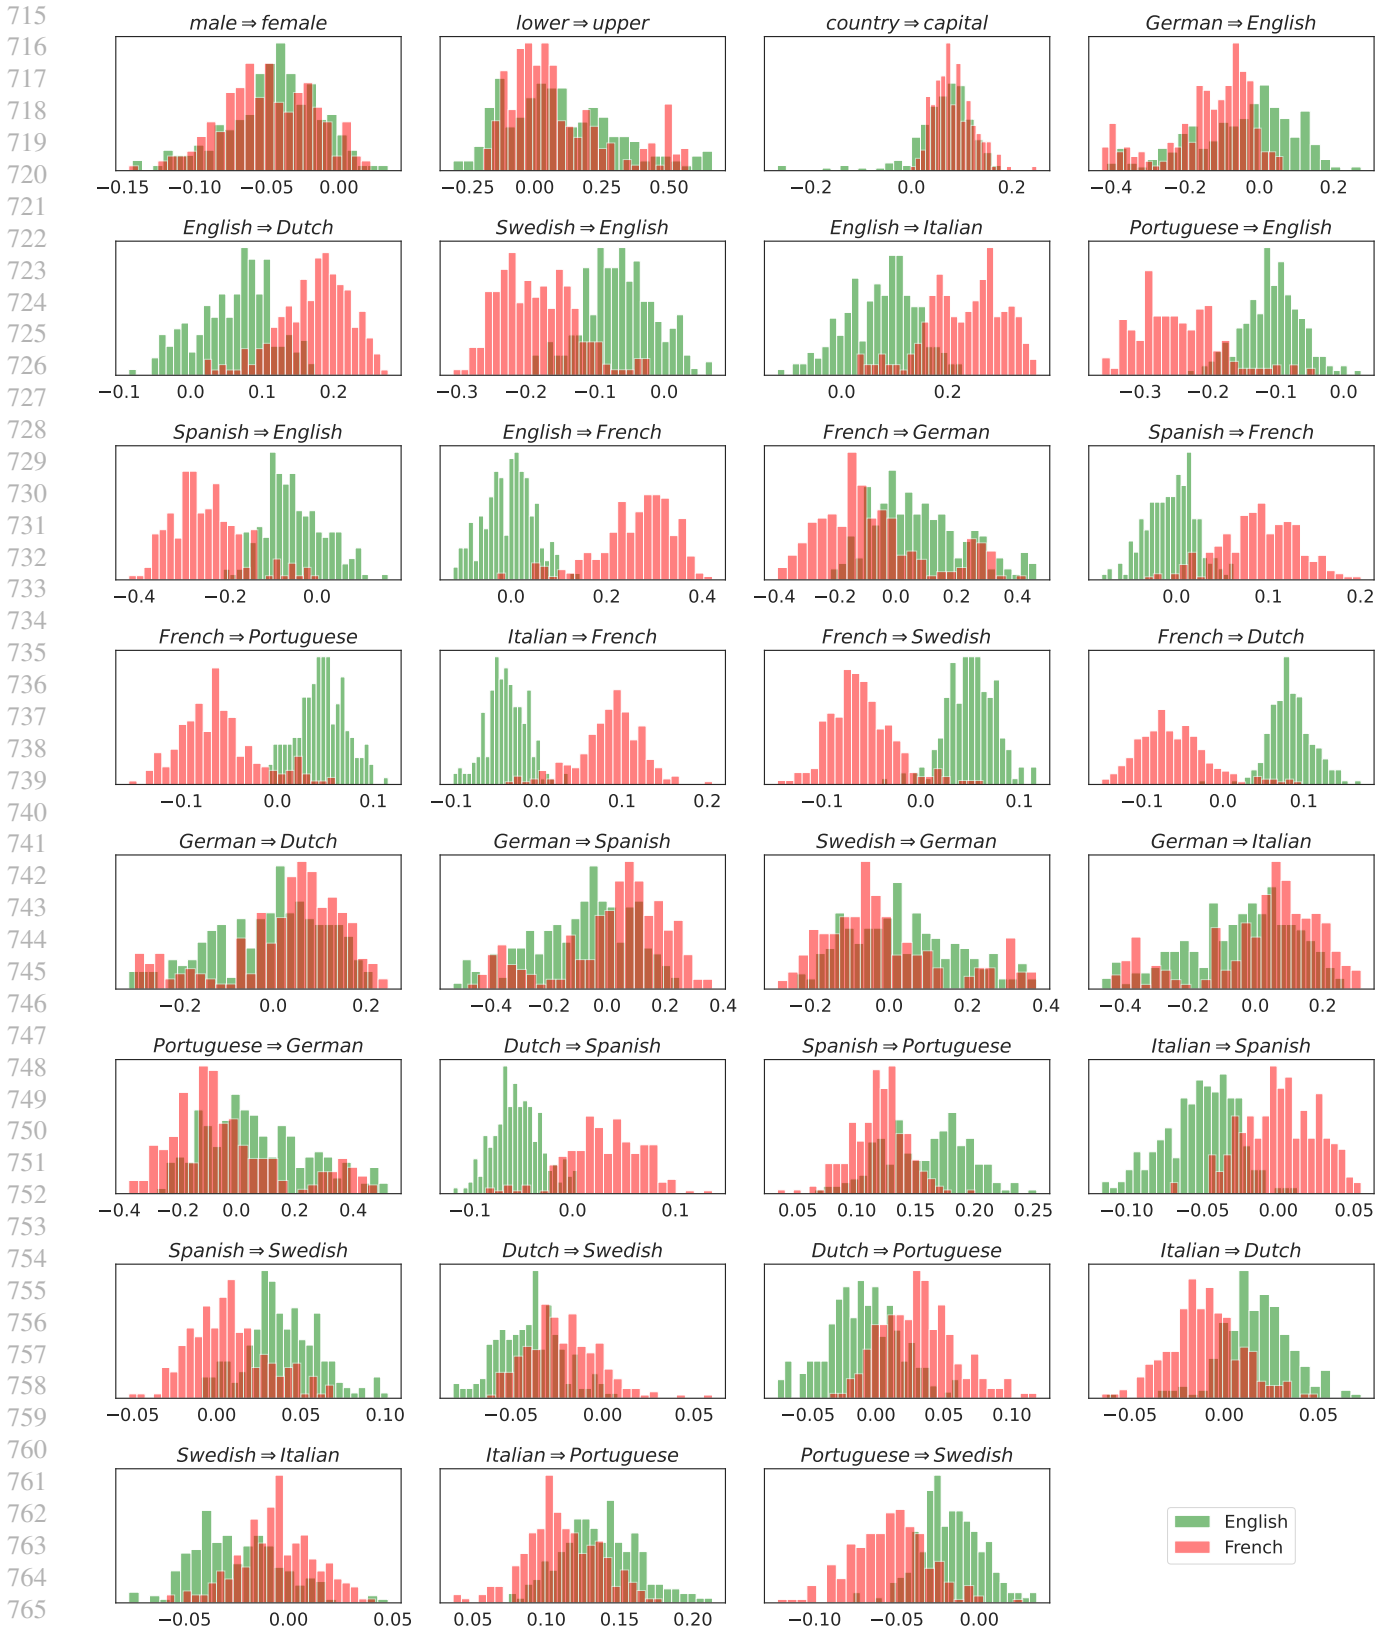 715
male ⇒ female lower ⇒ upper country ⇒ capital German ⇒ English
716
717
718
719
720
−0.15 −0.10 −0.05 0.00 −0.25 0.00 0.25 0.50 −0.2 0.0 0.2 −0.4 −0.2 0.0 0.2
721
722
English ⇒ Dutch Swedish ⇒ English English ⇒ Italian Portuguese ⇒ English
723
724
725
726
−0.1 0.0 0.1 0.2 −0.3 −0.2 −0.1 0.0 0.0 0.2 −0.3 −0.2 −0.1 0.0
727
728
Spanish ⇒ English English ⇒ French French ⇒ German Spanish ⇒ French
729
730
731
732
733
−0.4 −0.2 0.0 0.0 0.2 0.4 −0.4 −0.2 0.0 0.2 0.4 0.0 0.1 0.2
734
735
French ⇒ Portuguese Italian ⇒ French French ⇒ Swedish French ⇒ Dutch
736
737
738
739
−0.1 0.0 0.1 −0.1 0.0 0.1 0.2 −0.1 0.0 0.1 −0.1 0.0 0.1
740
741
German ⇒ Dutch German ⇒ Spanish Swedish ⇒ German German ⇒ Italian
742
743
744
745
746
−0.2 0.0 0.2 −0.4 −0.2 0.0 0.2 0.4 −0.2 0.0 0.2 0.4 −0.4 −0.2 0.0 0.2
747
Portuguese ⇒ German Dutch ⇒ Spanish Spanish ⇒ Portuguese Italian ⇒ Spanish
748
749
750
751
752
−0.4 −0.2 0.0 0.2 0.4 −0.1 0.0 0.1 0.05 0.10 0.15 0.20 0.25 −0.10 −0.05 0.00 0.05
753
754
Spanish ⇒ Swedish Dutch ⇒ Swedish Dutch ⇒ Portuguese Italian ⇒ Dutch
755
756
757
758
−0.05 0.00 0.05 0.10 −0.05 0.00 0.05 −0.05 0.00 0.05 0.10 −0.05 0.00 0.05
759
760
Swedish ⇒ Italian Italian ⇒ Portuguese Portuguese ⇒ Swedish
761
762
English
763
French
764
765
−0.05 0.00 0.05 0.05 0.10 0.15 0.20 −0.10 −0.05 0.00